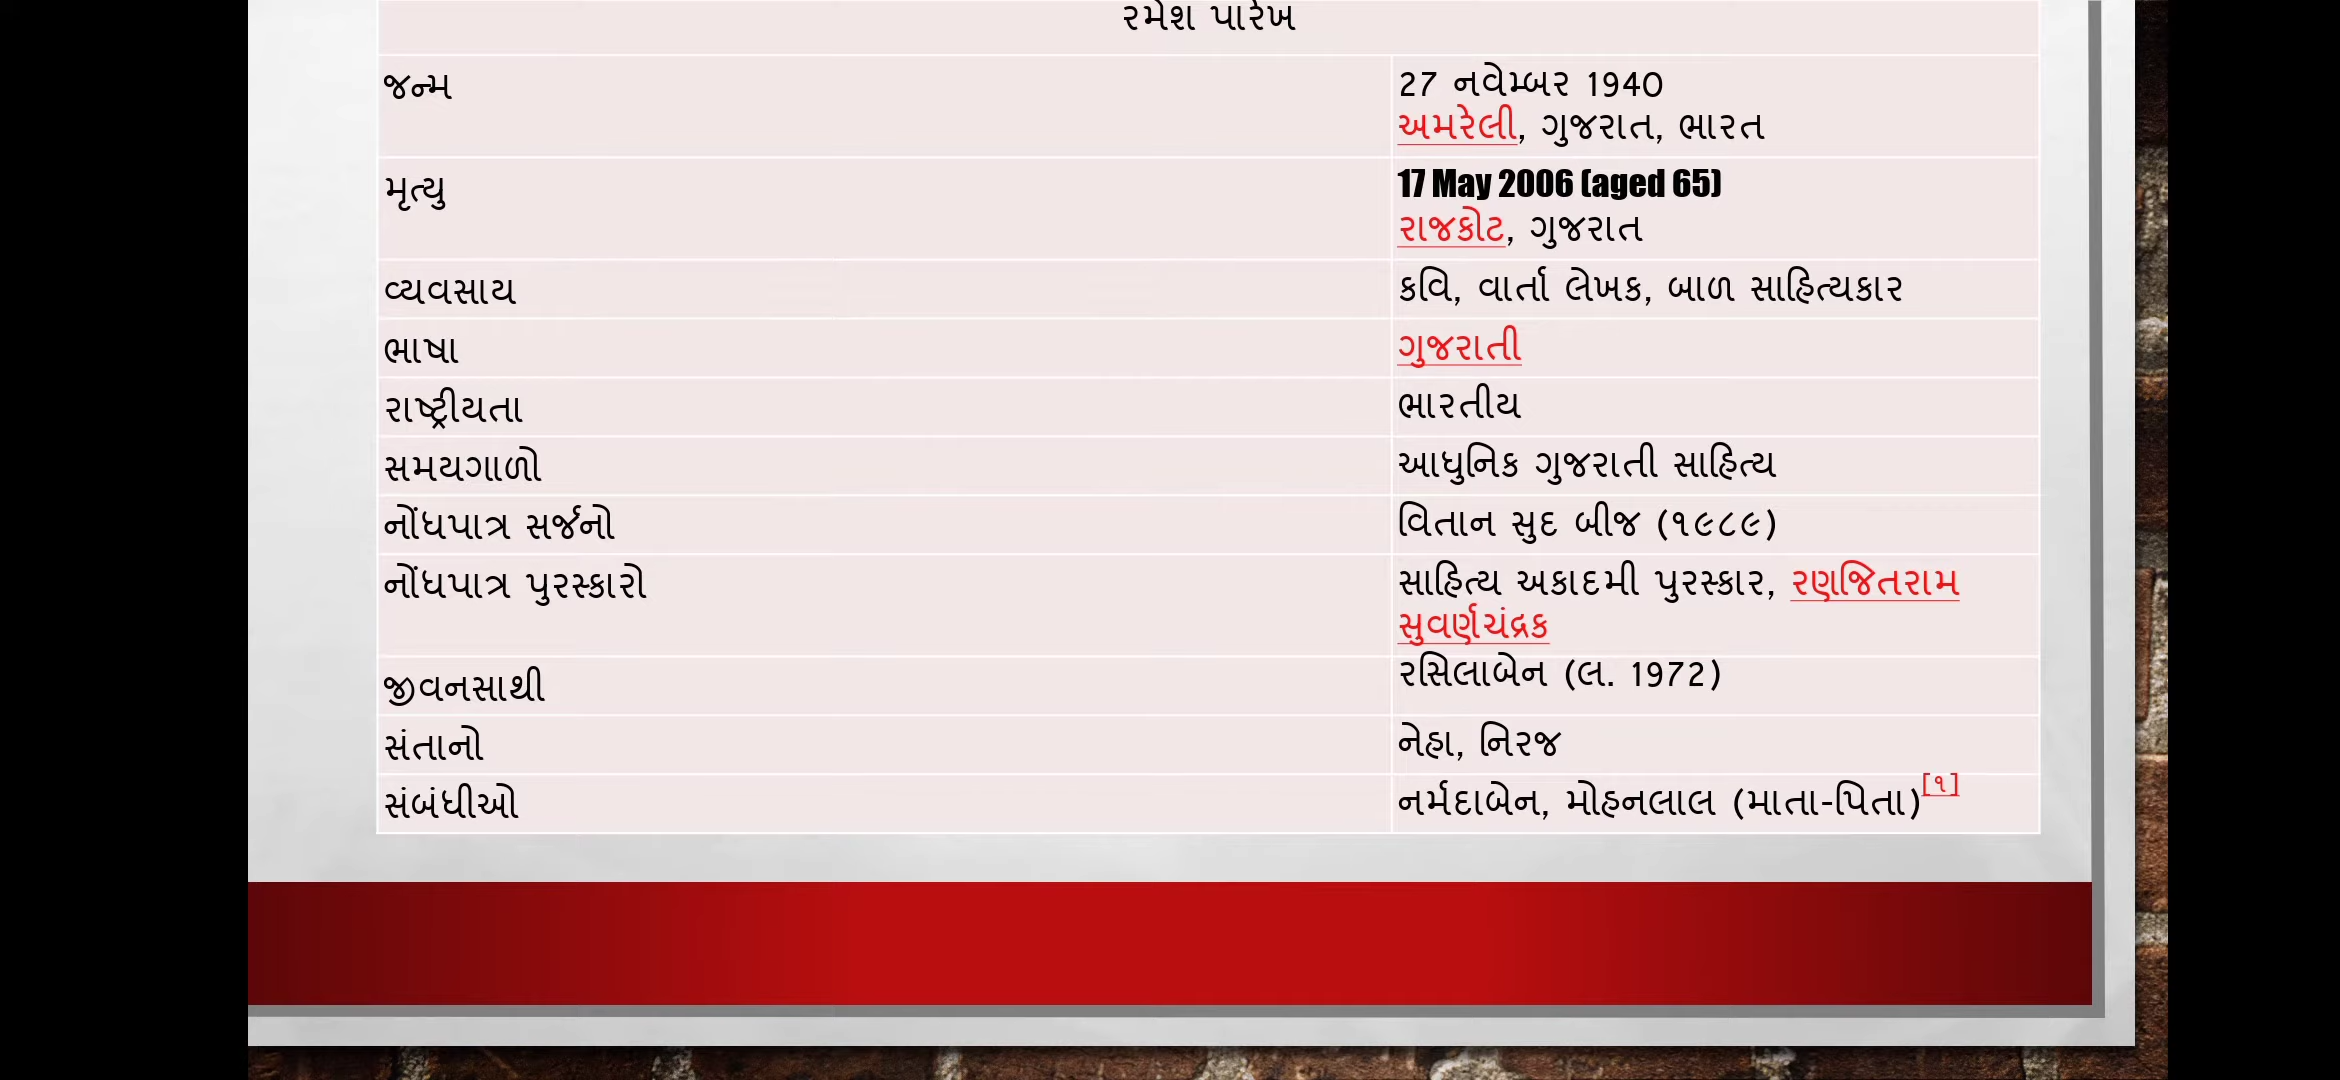 રમેશ પારેખ
જન્મ
27 નવેમ્બર 1940
અમરેલી, ગુજરાત, ભારત
મૃત્યુ
17 May 2006 (aged 65)
રાજકોટ, ગુજરાત
વ્યવસાય
કવિ, વાર્તા લેખક, બાળ સાહિત્યકાર
ભાષા
ગુજરાતી
રાષ્ટ્રીયતા
ભારતીય
સમયગાળો
આધુનિક ગુજરાતી સાહિત્ય
નોંધપાત્ર સર્જનો
વિતાન સુદ બીજ (૧૯૮૯)
નોંધપાત્ર પુરસ્કારો
સાહિત્ય અકાદમી પુરસ્કાર, રણજિતરામ
સુવર્ણચંદ્રક
જીવનસાથી
રસિલાબેન (લ. 1972)
સંતાનો
નેહા, નિરજ
સંબંધીઓ
નર્મદાબેન, મોહનલાલ (માતા-પિતા)[૧]